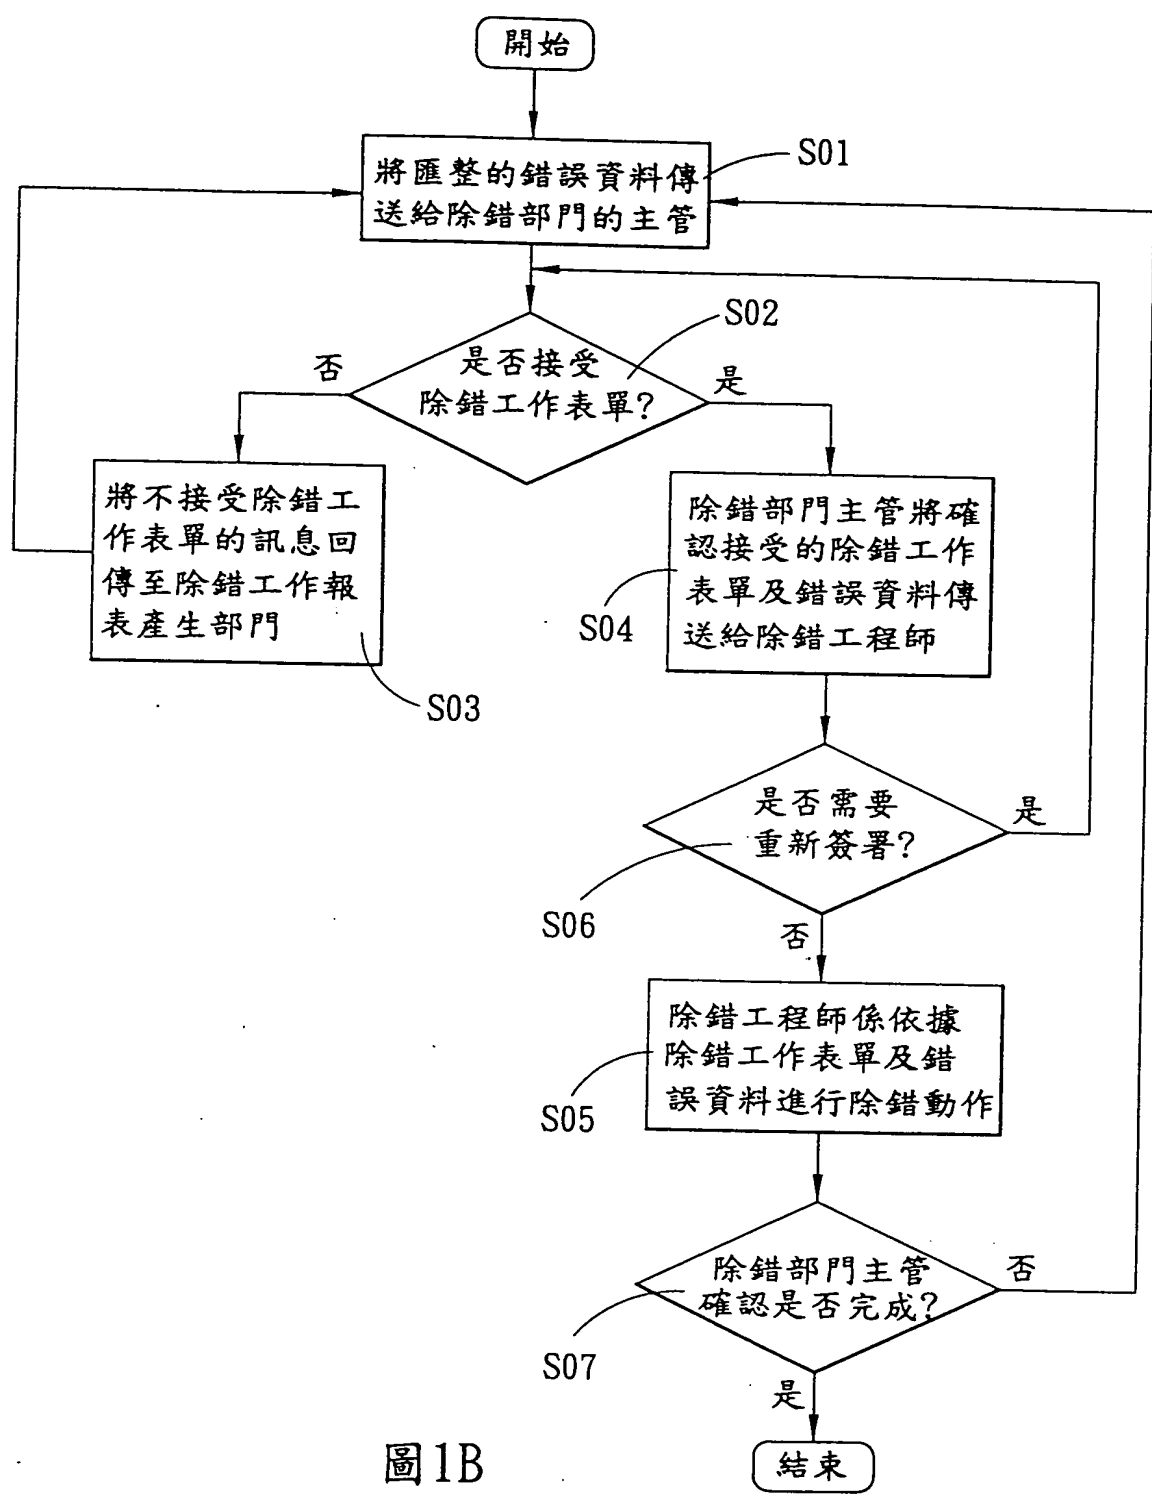 開始
S01
將匯整的錯誤資料傳
送給除錯部門的主管
S02
是否接受
除錯工作表單?
否
是
將不接受除錯工
作表單的訊息回
傳至除錯工作報
表產生部門
S03
除錯部門主管將確
認接受的除錯工作
表單及錯誤資料傳
送給除錯工程師
S04
是否需要
重新簽署?
是
S06
否
除錯工程師係依據
除錯工作表單及錯
誤資料進行除錯動作
S05
除錯部門主管
確認是否完成?
否
S07
是
結束
圖1B